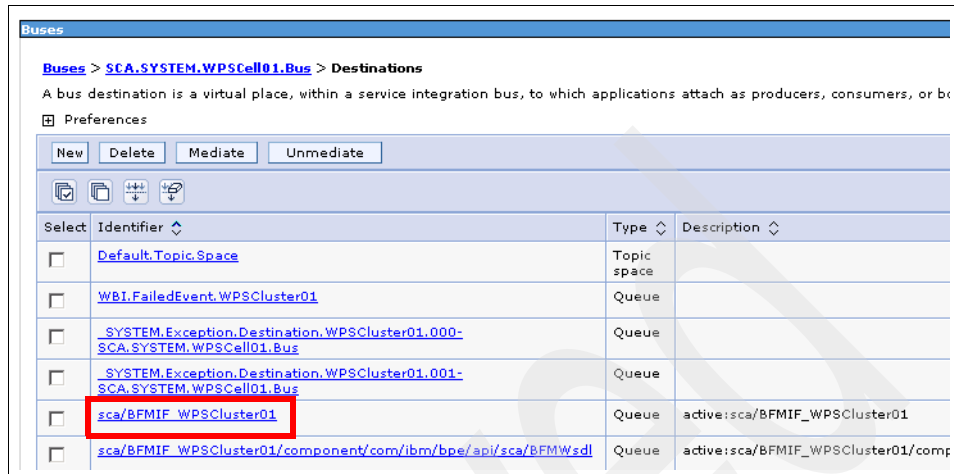 Buses
Buses > SCA.SYSTEM.WPSCell01.Bus > Destinations
A bus destination is a virtual place, within a service integration bus, to which applications attach as producers, consumers, or
Preferences
New Delete Mediate Unmediate
Select Identifier Type Description
Default.Topic.Space Topic space
WBI.FailedEvent.WPSCluster01 Queue
_SYSTEM.Exception.Destination.WPSCluster01.000-SCA.SYSTEM.WPSCell01.Bus Queue
_SYSTEM.Exception.Destination.WPSCluster01.001-SCA.SYSTEM.WPSCell01.Bus Queue
sca/BFMIF_WPSCluster01 Queue active:sca/BFMIF_WPSCluster01
sca/BFMIF_WPSCluster01/component/com/ibm/bpe/api/sca/BFMWsdl Queue active:sca/BFMIF_WPSCluster01/comp